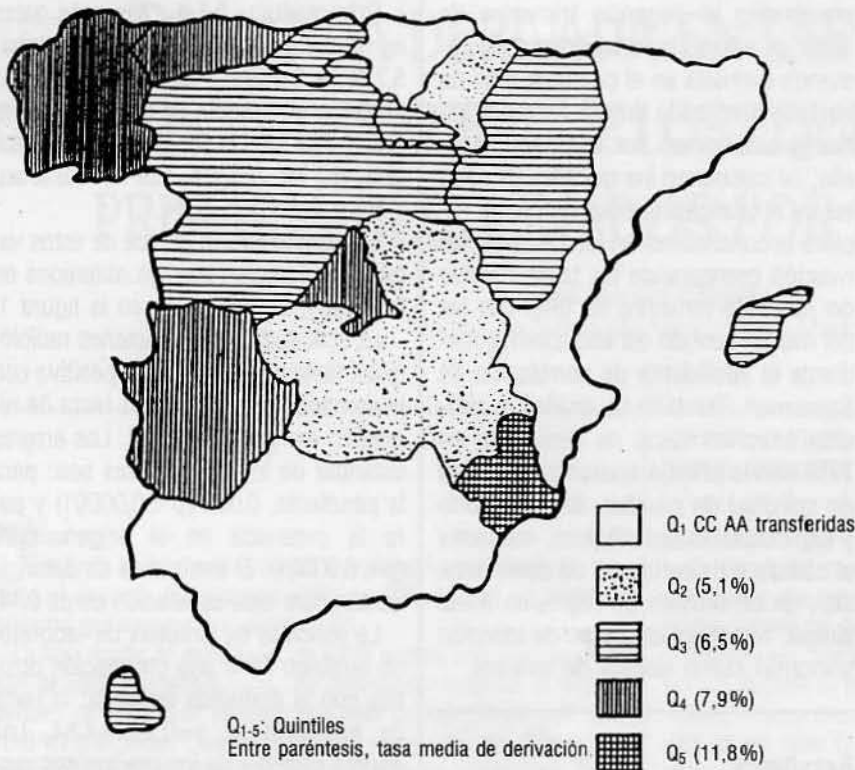 Q₁ CC AA transferidas
Q₂ (5,1%)
Q₃ (6,5%)
Q₄ (7,9%)
Q₅ (11,8%)
Q₁₋₅: Quintiles
Entre paréntesis, tasa media de derivación.